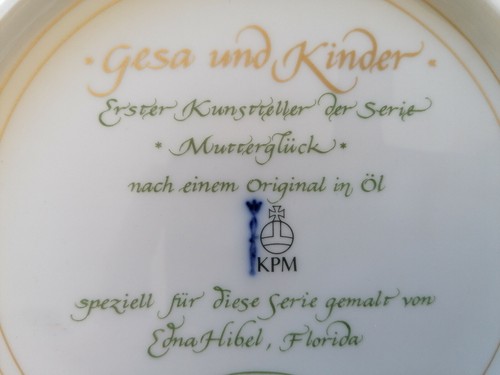 Gesa und Kinder
Erster Kunstteller der Serie
* Mutterglück *
nach einem Original in Öl
KPM
speziell für diese Serie gemalt von
Edna Hibel, Florida